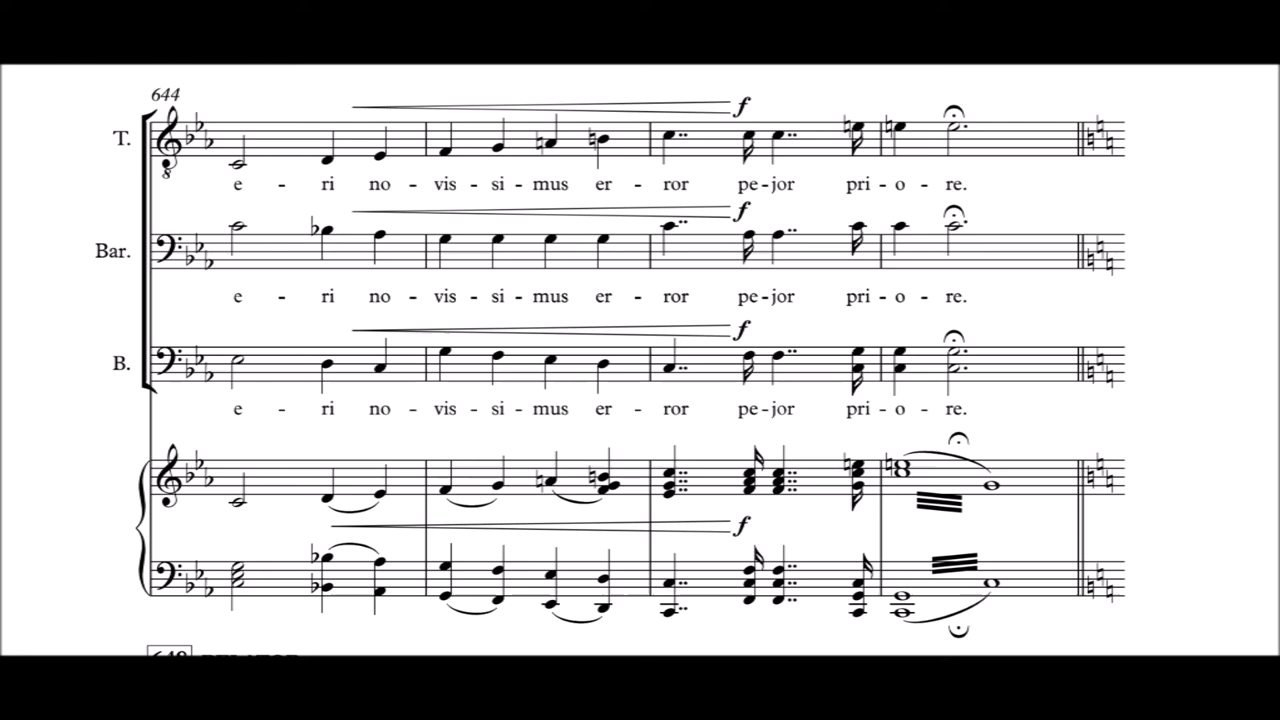 644
f
T.
e - ri no - vis - si - mus er - ror pe - jor pri - o - re.
f
Bar.
e - ri no - vis - si - mus er - ror pe - jor pri - o - re.
f
B.
e - ri no - vis - si - mus er - ror pe - jor pri - o - re.
f